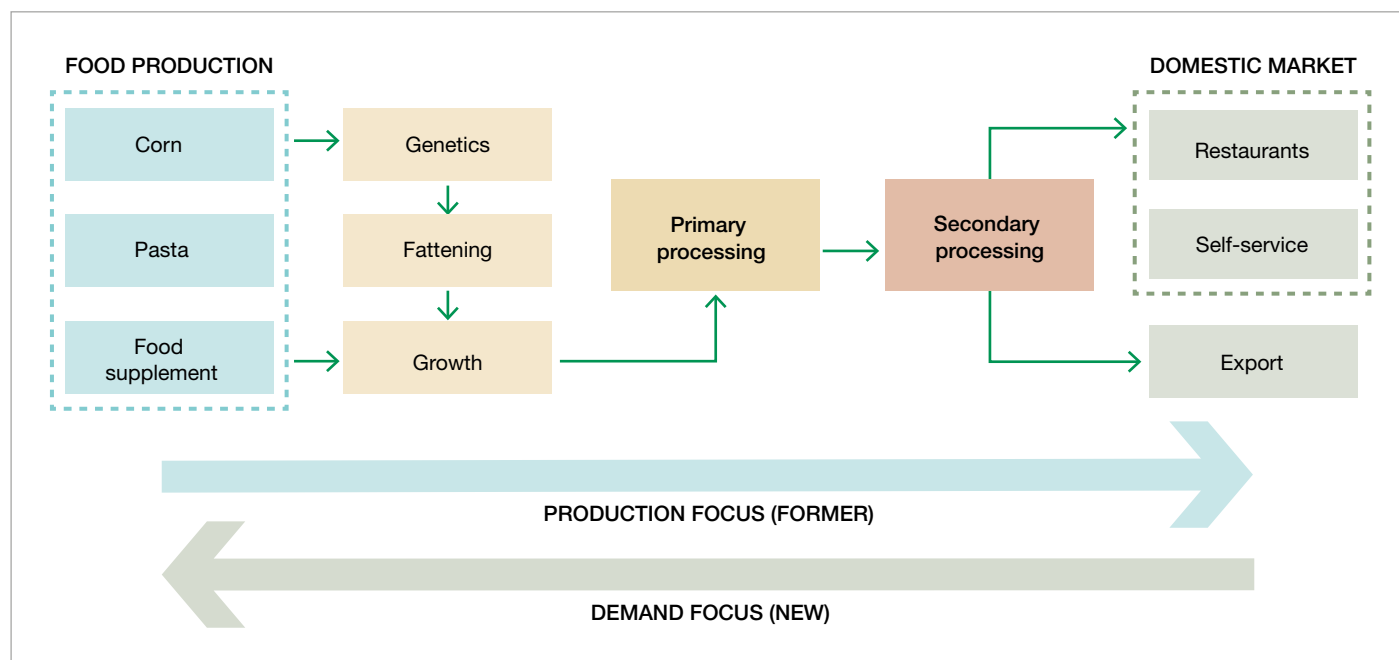 FOOD PRODUCTION
DOMESTIC MARKET
Corn
Genetics
Restaurants
Pasta
Fattening
Primary
processing
Secondary
processing
Self-service
Food
supplement
Growth
Export
PRODUCTION FOCUS (FORMER)
DEMAND FOCUS (NEW)